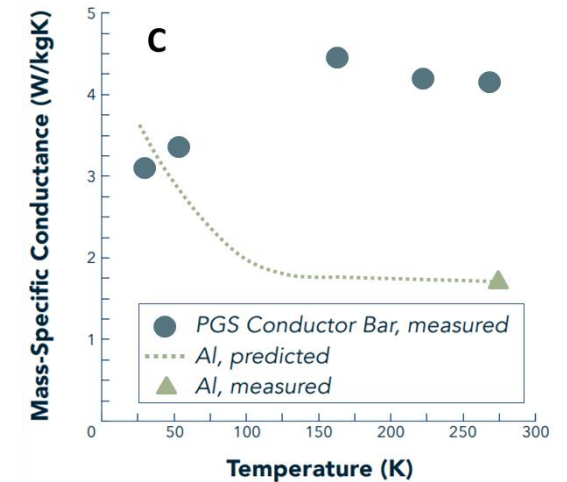 C
Mass-Specific Conductance (W/kgK)
5
4
3
2
1
PGS Conductor Bar, measured
Al, predicted
Al, measured
0 50 100 150 200 250 300
Temperature (K)